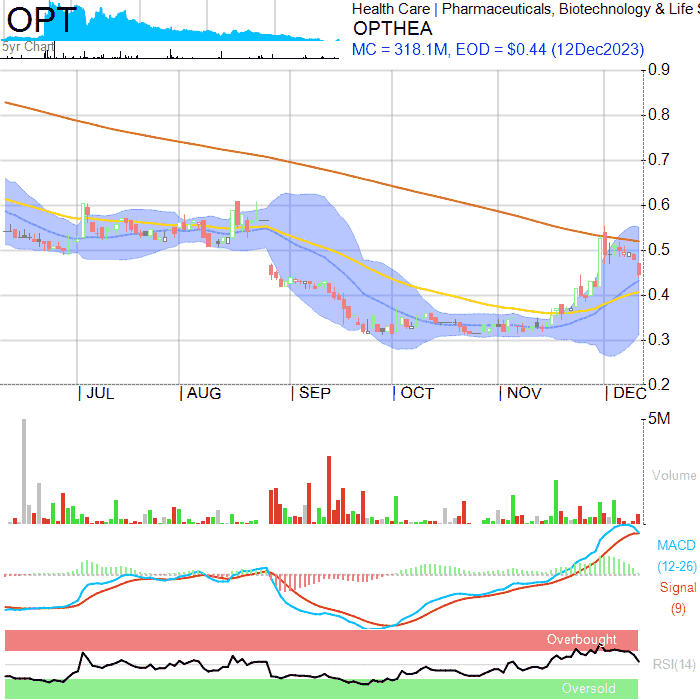 OPT
Health Care | Pharmaceuticals, Biotechnology & Life S
OPTHEA
MC = 318.1M, EOD = $0.44 (12Dec2023)
5yr Chart
0.9
0.8
0.7
0.6
0.5
0.4
0.3
0.2
| JUL | AUG | SEP | OCT | NOV | DEC
5M
Volume
MACD
(12-26)
Signal
(9)
Overbought
RSI(14)
Oversold